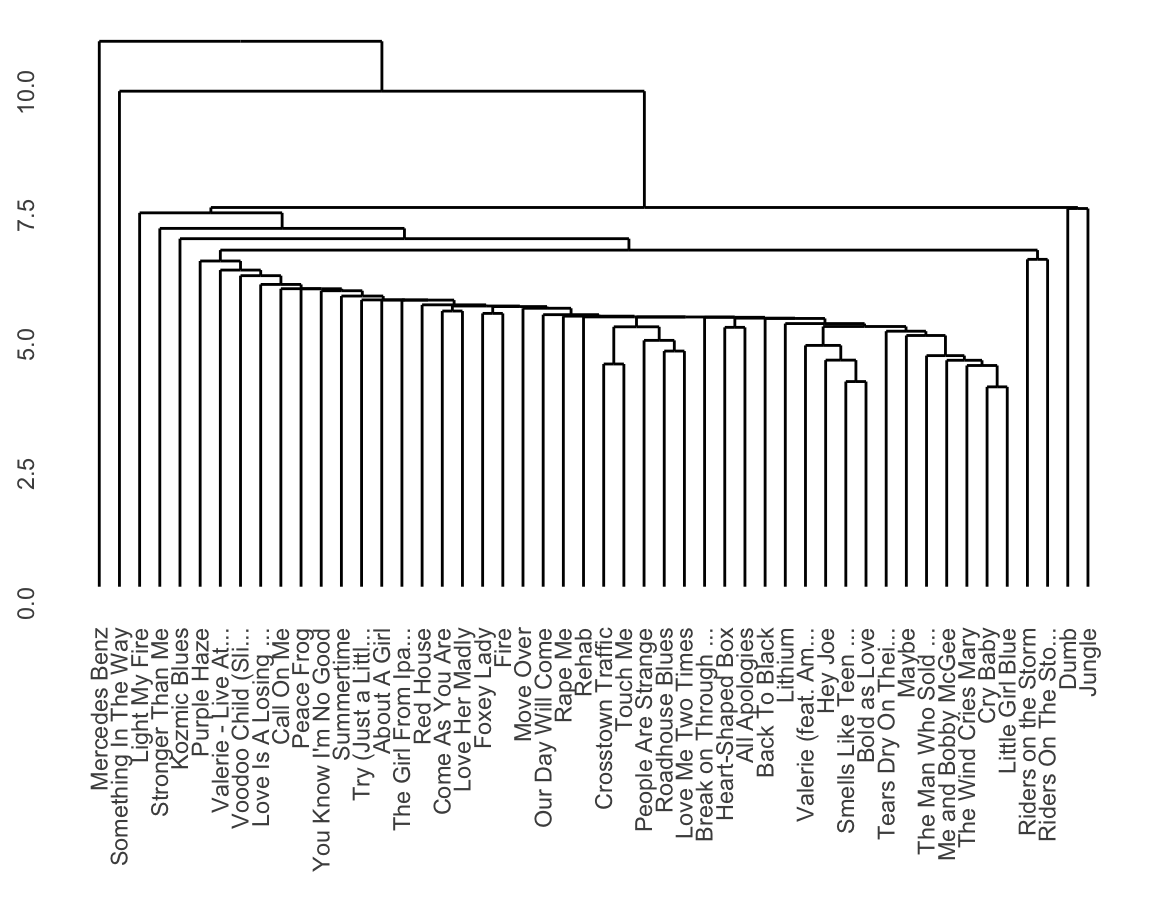 10.0
7.5
5.0
2.5
0.0
Mercedes Benz
Something In The Way
Light My Fire
Stronger Than Me
Kozmic Blues
Purple Haze
Valerie - Live At...
Voodoo Child (Sli...
Love Is A Losing ...
Call On Me
Peace Frog
You Know I'm No Good
Summertime
Try (Just a Littl...
About A Girl
The Girl From Ipa...
Red House
Come As You Are
Love Her Madly
Foxey Lady
Fire
Move Over
Our Day Will Come
Rape Me
Rehab
Crosstown Traffic
Touch Me
People Are Strange
Roadhouse Blues
Love Me Two Times
Break on Through ...
Heart-Shaped Box
All Apologies
Back To Black
Lithium
Valerie (feat. Am...
Hey Joe
Smells Like Teen ...
Bold as Love
Tears Dry On Thei...
Maybe
The Man Who Sold ...
Me and Bobby McGee
The Wind Cries Mary
Cry Baby
Little Girl Blue
Riders on the Storm
Riders On The Sto...
Dumb
Jungle